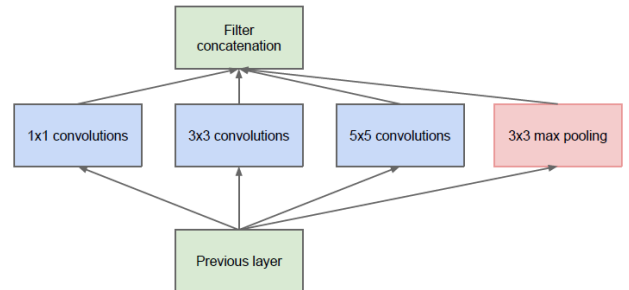 Filter
concatenation
1x1 convolutions
3x3 convolutions
5x5 convolutions
3x3 max pooling
Previous layer